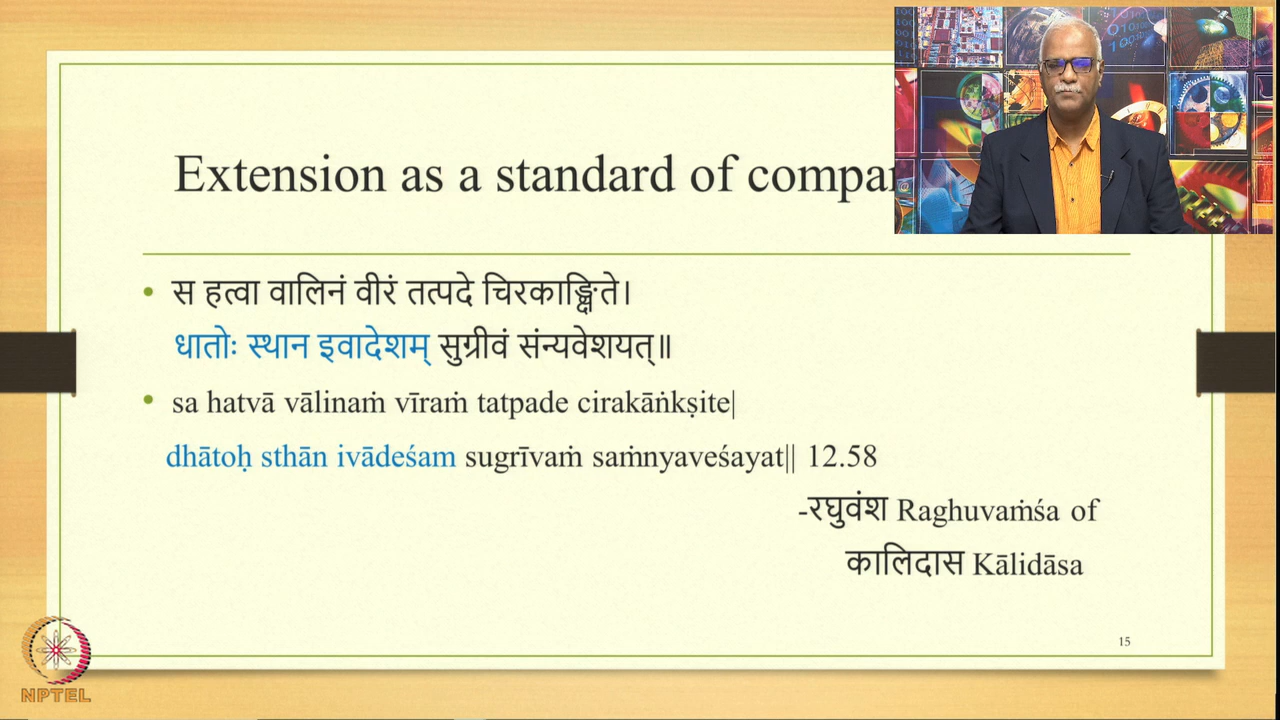 Extension as a standard of compar
स हत्वा वालिनं वीरं तत्पदे चिरकाङ्क्षिते।
धातोः स्थान इवादेशम् सुग्रीवं संन्यवेशयत्॥
sa hatvā vālinaṁ vīraṁ tatpade cirakāṅkṣite|
dhātoḥ sthān ivādeśam sugrīvaṁ saṁnyaveśayat|| 12.58
-रघुवंश Raghuvaṁśa of
कालिदास Kālidāsa
15
NPTEL